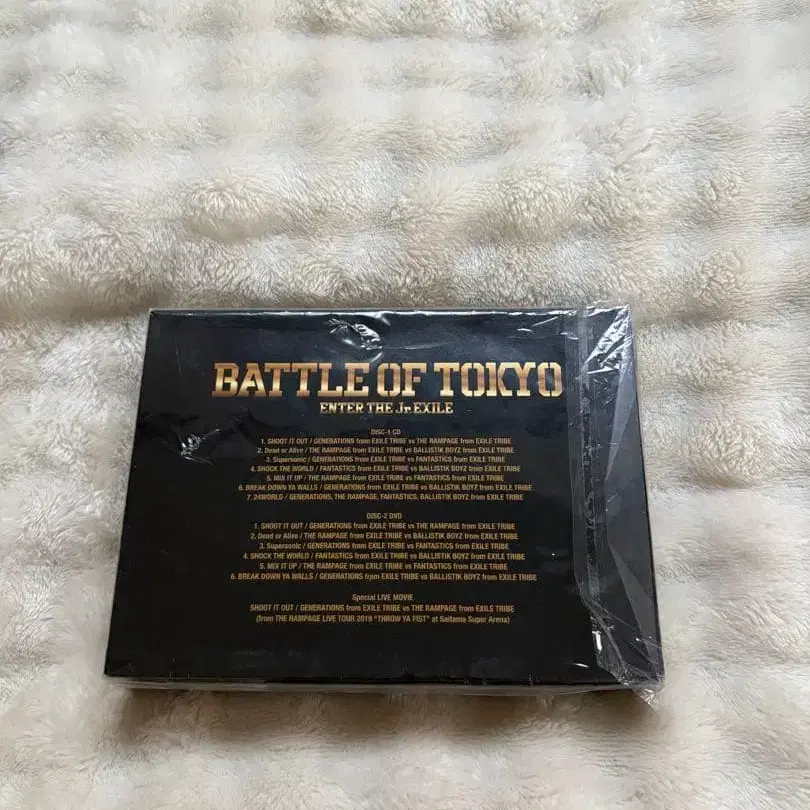 BATTLE OF TOKYO
ENTER THE Jr.EXILE
DISC-1 CD
1. SHOOT IT OUT / GENERATIONS from EXILE TRIBE vs THE RAMPAGE from EXILE TRIBE
2. Dead or Alive / THE RAMPAGE from EXILE TRIBE vs BALLISTIK BOYZ from EXILE TRIBE
3. Supersonic / GENERATIONS from EXILE TRIBE vs FANTASTICS from EXILE TRIBE
4. SHOCK THE WORLD / FANTASTICS from EXILE TRIBE vs BALLISTIK BOYZ from EXILE TRIBE
5. MIX IT UP / THE RAMPAGE from EXILE TRIBE vs FANTASTICS from EXILE TRIBE
6. BREAK DOWN YA WALLS / GENERATIONS from EXILE TRIBE vs BALLISTIK BOYZ from EXILE TRIBE
7. 24WORLD / GENERATIONS, THE RAMPAGE, FANTASTICS, BALLISTIK BOYZ from EXILE TRIBE
DISC-2 DVD
1. SHOOT IT OUT / GENERATIONS from EXILE TRIBE vs THE RAMPAGE from EXILE TRIBE
2. Dead or Alive / THE RAMPAGE from EXILE TRIBE vs BALLISTIK BOYZ from EXILE TRIBE
3. Supersonic / GENERATIONS from EXILE TRIBE vs FANTASTICS from EXILE TRIBE
4. SHOCK THE WORLD / FANTASTICS from EXILE TRIBE vs BALLISTIK BOYZ from EXILE TRIBE
5. MIX IT UP / THE RAMPAGE from EXILE TRIBE vs FANTASTICS from EXILE TRIBE
6. BREAK DOWN YA WALLS / GENERATIONS from EXILE TRIBE vs BALLISTIK BOYZ from EXILE TRIBE
Special LIVE MOVIE
SHOOT IT OUT / GENERATIONS from EXILE TRIBE vs THE RAMPAGE from EXILE TRIBE
(from THE RAMPAGE LIVE TOUR 2019 "THROW YA FIST" at Saitama Super Arena)